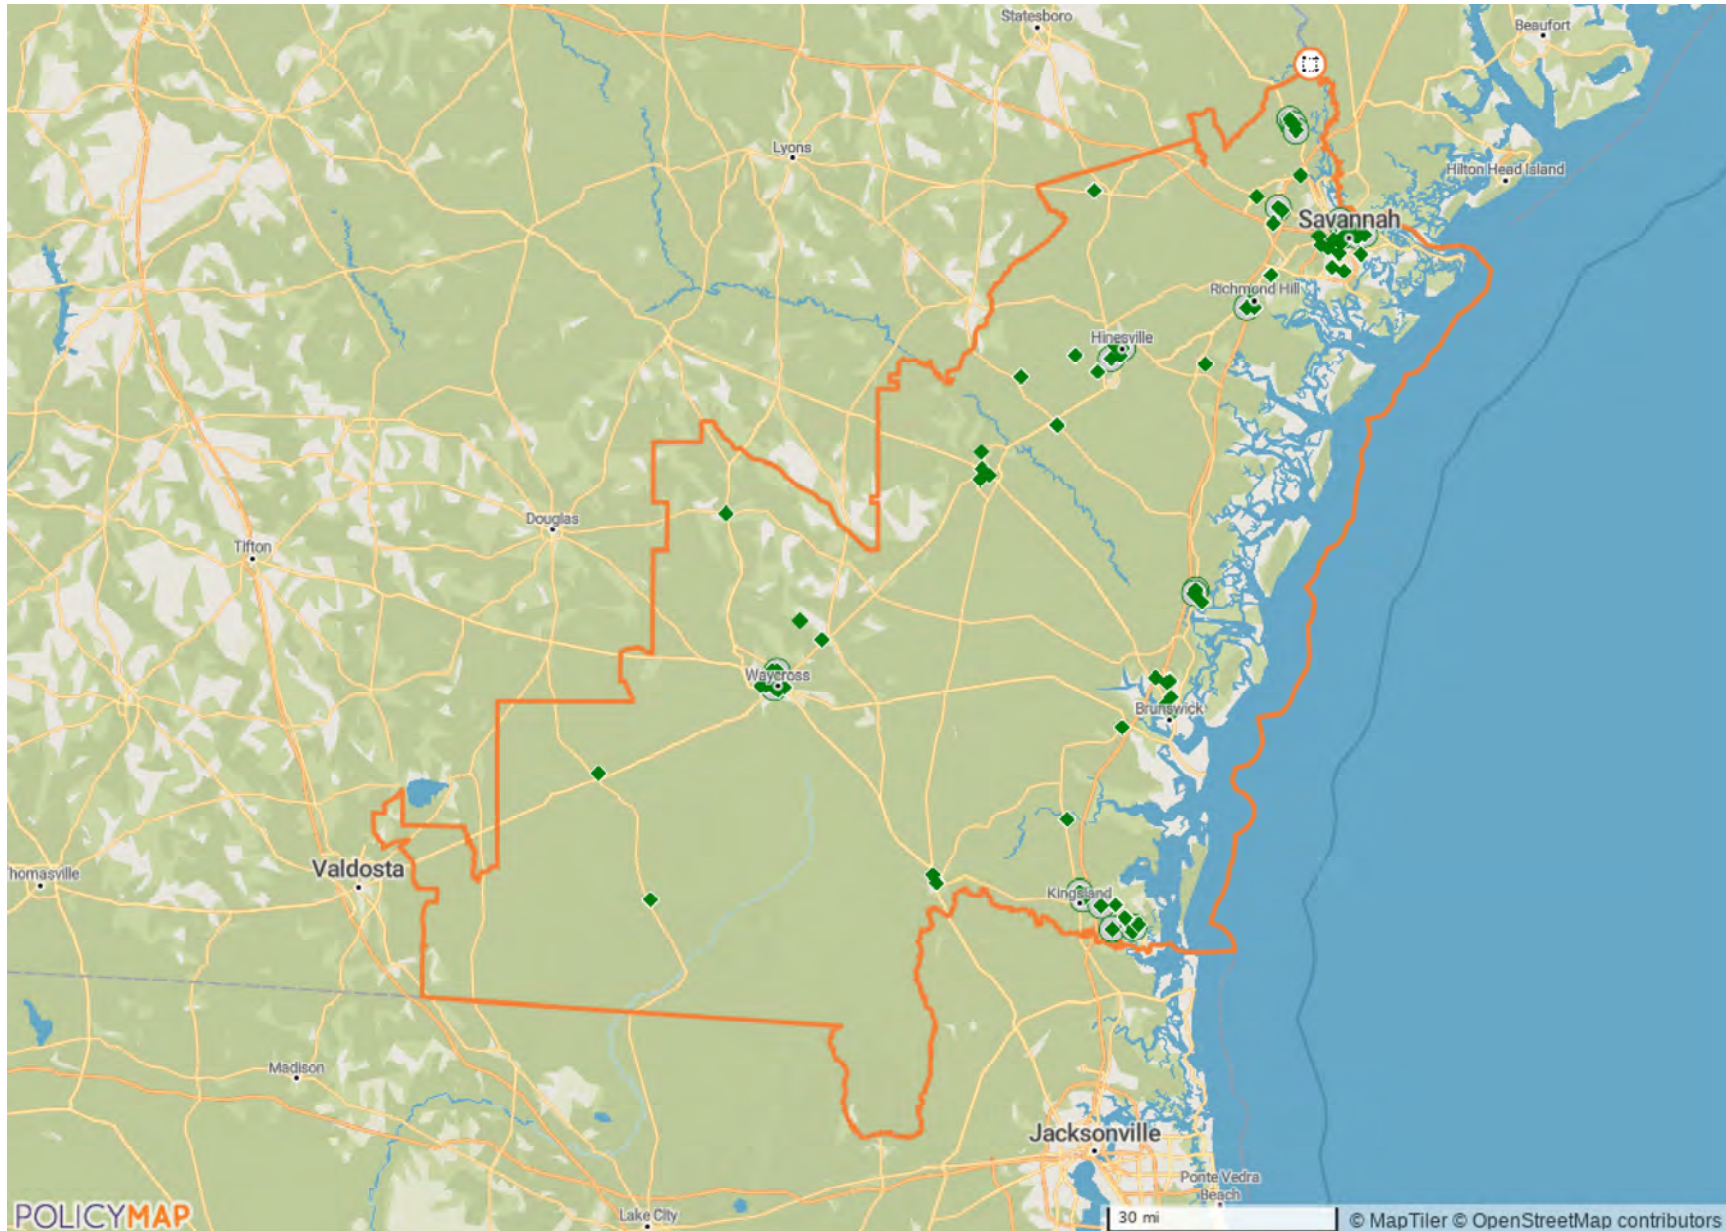 Statesboro
Beaufort
Lyons
Hilton Head Island
Savannah
Richmond Hill
Hinesville
Douglas
Tifton
Waycross
Brunswick
Valdosta
homasville
Kingsland
Madison
Jacksonville
Ponte Vedra
Beach
Lake City
POLICYMAP
30 mi
© MapTiler © OpenStreetMap contributors